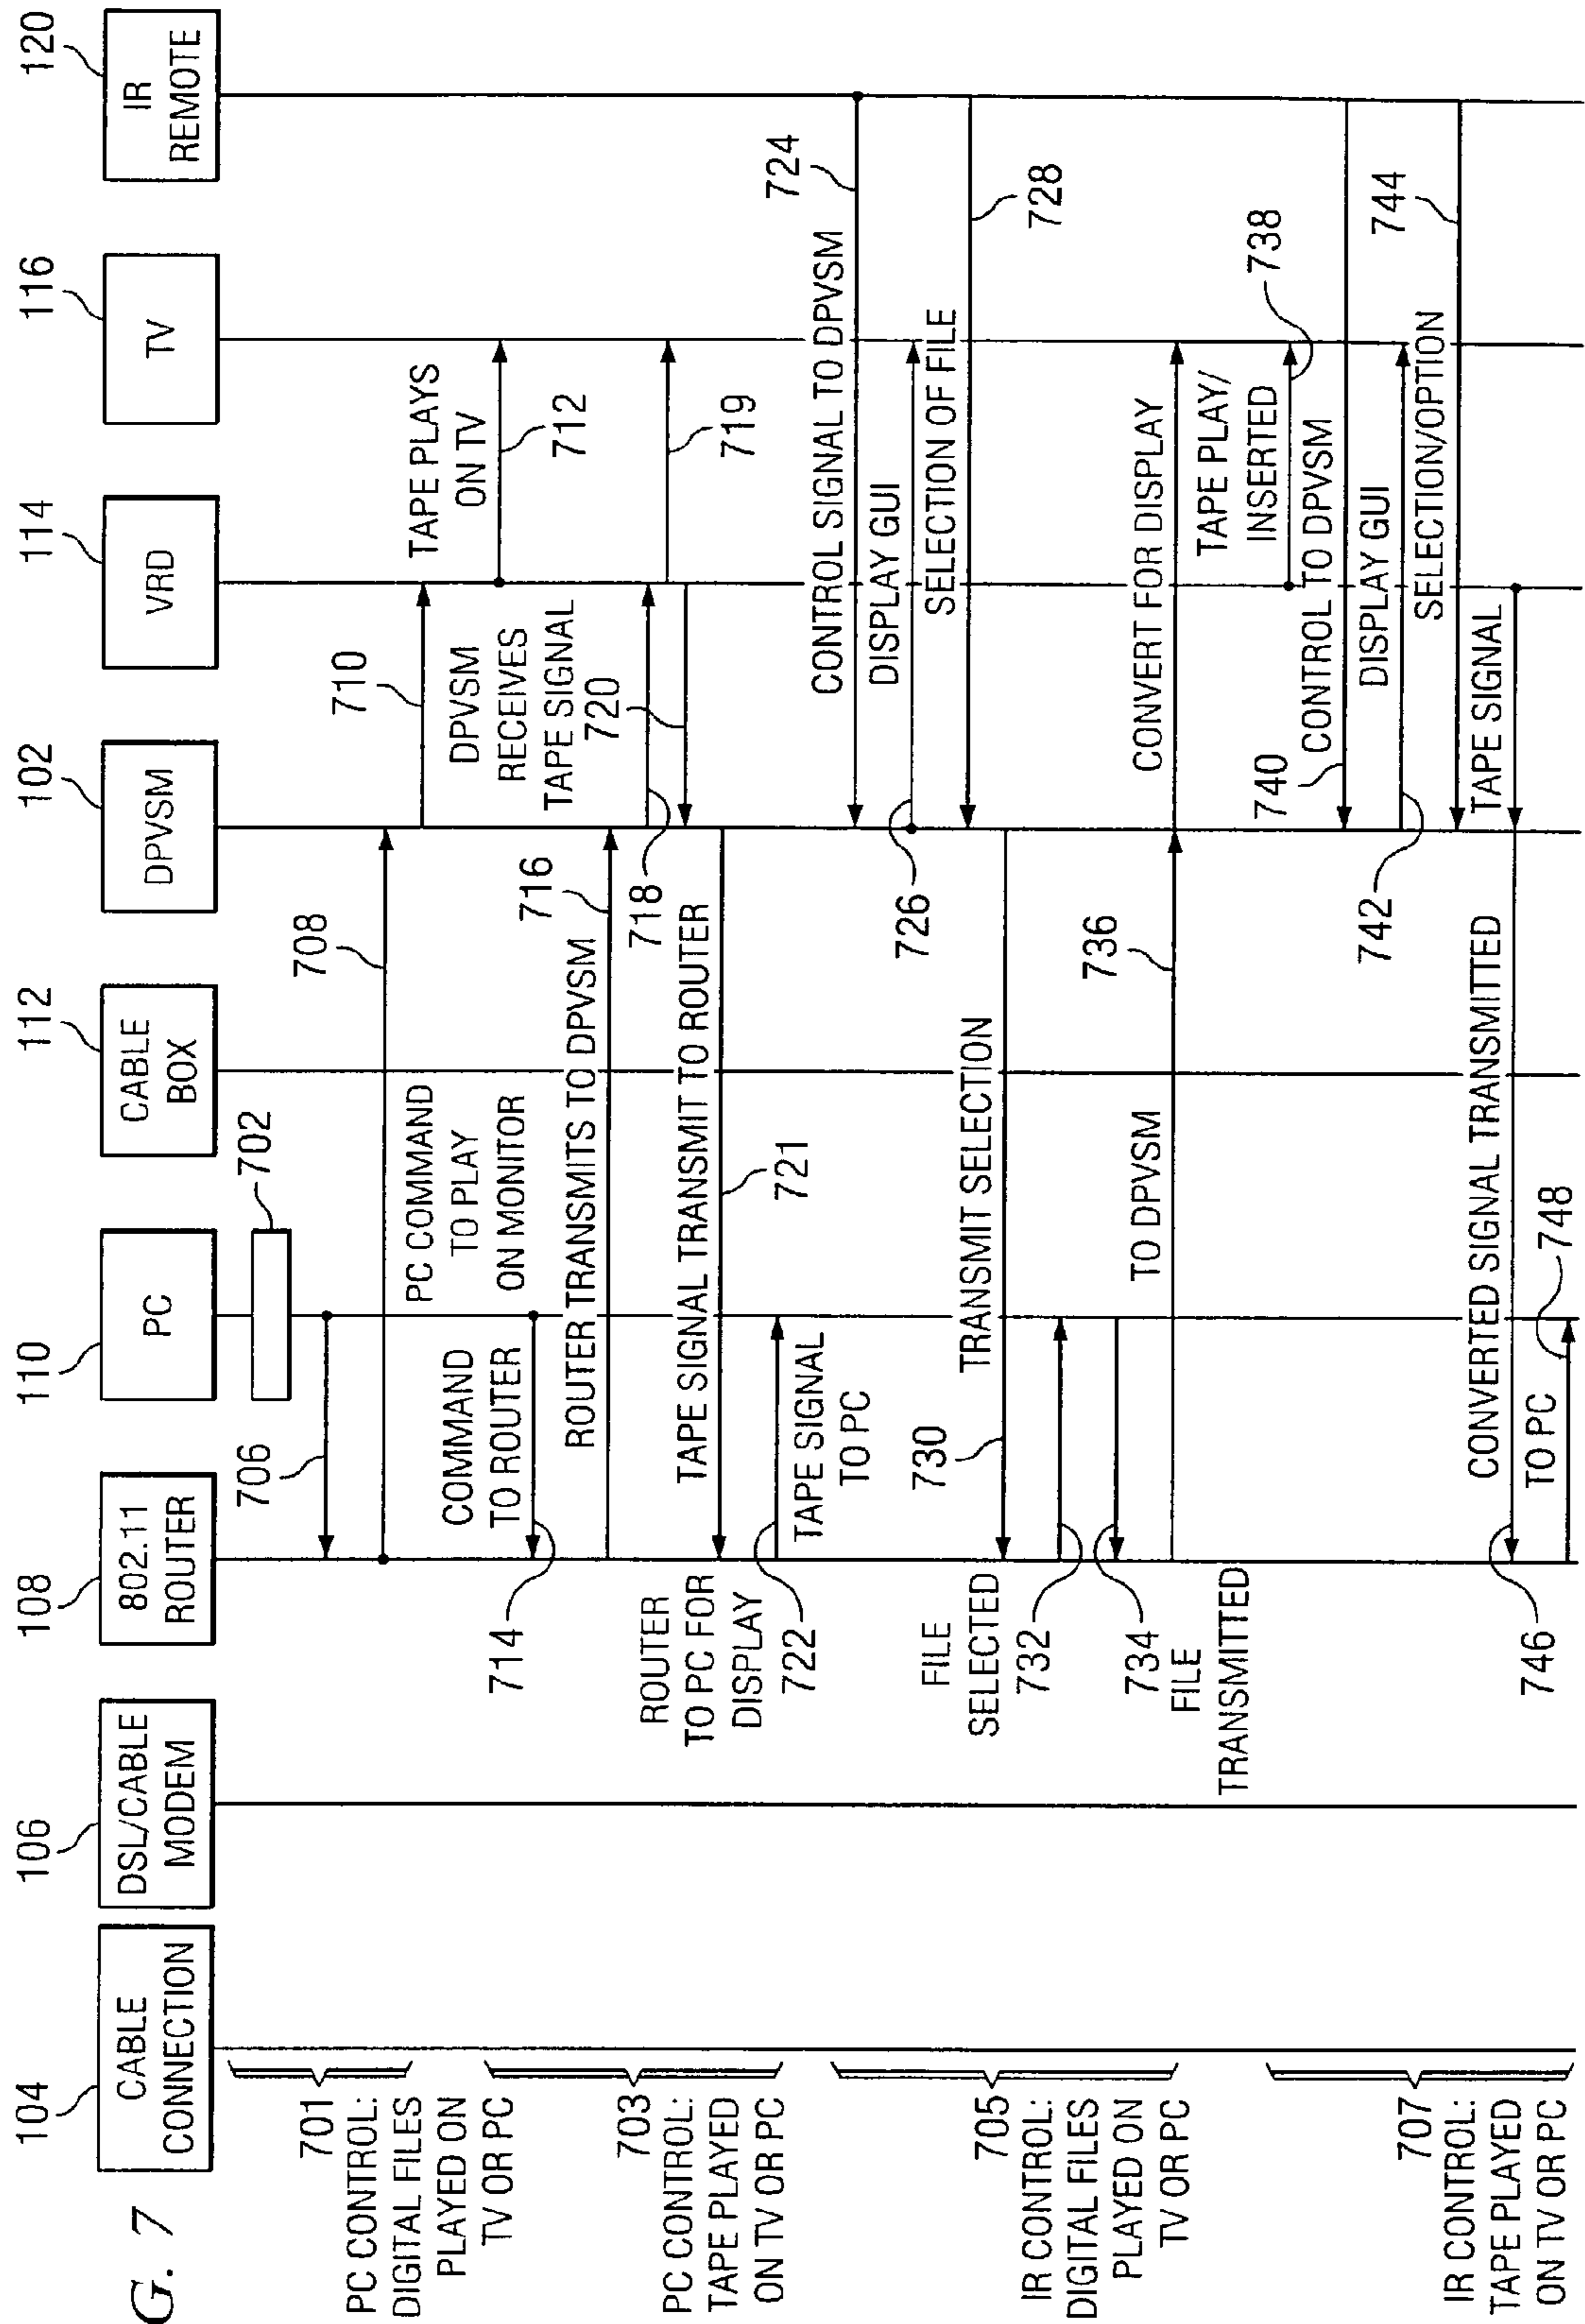 G. 7
104
CABLE
CONNECTION
106
DSL/CABLE
MODEM
108
802.11
ROUTER
110
PC
112
CABLE
BOX
102
DPVSM
114
VRD
116
TV
120
IR
REMOTE
701
PC CONTROL:
DIGITAL FILES
PLAYED ON
TV OR PC
702
706
708
710
PC COMMAND
TO PLAY
ON MONITOR
TAPE PLAYS
ON TV
712
703
PC CONTROL:
TAPE PLAYED
ON TV OR PC
COMMAND
TO ROUTER
714
ROUTER TRANSMITS TO DPVSM
716
DPVSM
RECEIVES
TAPE SIGNAL
718
719
720
TAPE SIGNAL TRANSMIT TO ROUTER
721
ROUTER
TO PC FOR
DISPLAY
722
TAPE SIGNAL
TO PC
705
IR CONTROL:
DIGITAL FILES
PLAYED ON
TV OR PC
CONTROL SIGNAL TO DPVSM
724
DISPLAY GUI
726
SELECTION OF FILE
728
TRANSMIT SELECTION
730
FILE
SELECTED
732
734
FILE
TRANSMITTED
TO DPVSM
736
CONVERT FOR DISPLAY
707
IR CONTROL:
TAPE PLAYED
ON TV OR PC
TAPE PLAY/
INSERTED
738
CONTROL TO DPVSM
740
DISPLAY GUI
742
SELECTION/OPTION
744
TAPE SIGNAL
CONVERTED SIGNAL TRANSMITTED
746
TO PC
748